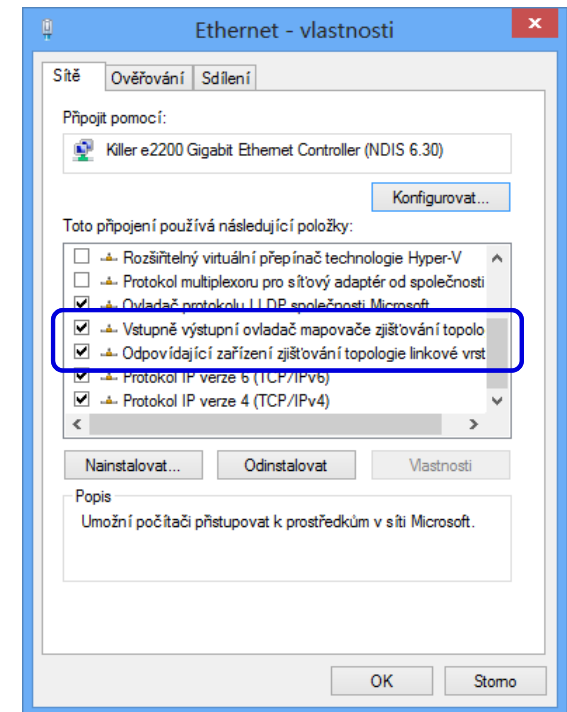 Ethernet - vlastnosti
Sítě
Ověřování
Sdílení
Připojit pomocí:
Killer e2200 Gigabit Ethernet Controller (NDIS 6.30)
Konfigurovat...
Toto připojení používá následující položky:
Rozšiřitelný virtuální přepínač technologie Hyper-V
Protokol multiplexoru pro síťový adaptér od společnosti
Ovladač protokolu LLDP společnosti Microsoft
Vstupně výstupní ovladač mapovače zjišťování topolo
Odpovídající zařízení zjišťování topologie linkové vrst
Protokol IP verze 6 (TCP/IPv6)
Protokol IP verze 4 (TCP/IPv4)
Nainstalovat...
Odinstalovat
Vlastnosti
Popis
Umožní počítači přistupovat k prostředkům v síti Microsoft.
OK
Storno